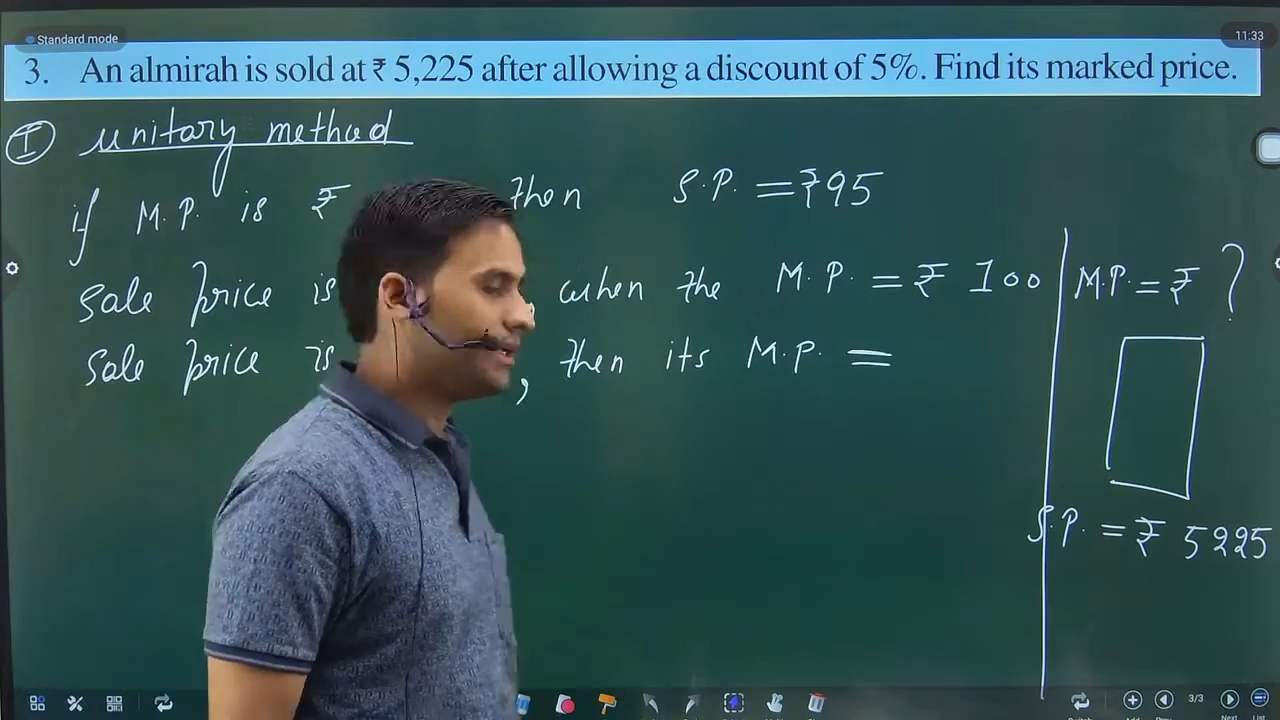 Standard mode
11:33
3. An almirah is sold at ₹ 5,225 after allowing a discount of 5%. Find its marked price.
I unitary method
if M.P. is ₹ then S.P. = ₹95
sale price is , when the M.P. = ₹ 100
sale price is , then its M.P. =
M.P. = ₹ ?
S.P. = ₹ 5225
3/3